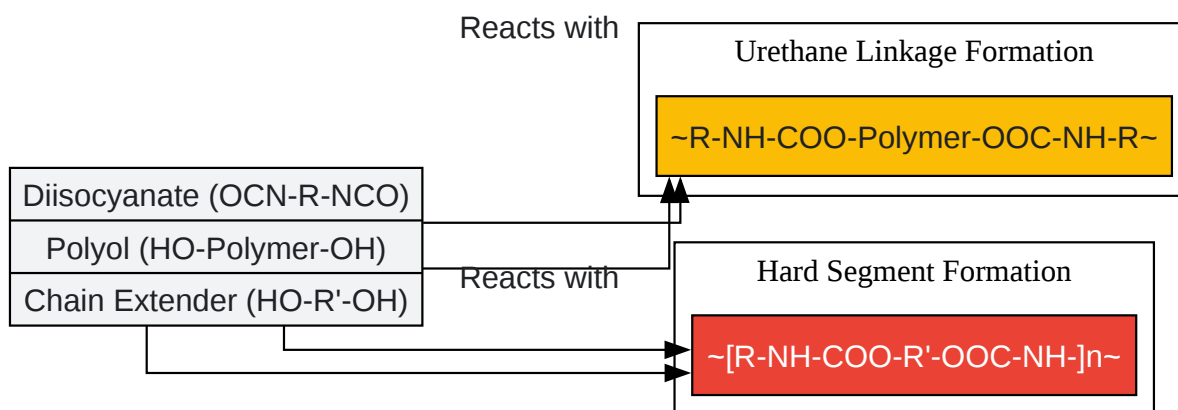 Reacts with
Urethane Linkage Formation
~R-NH-COO-Polymer-OOC-NH-R~
Diisocyanate (OCN-R-NCO)
Polyol (HO-Polymer-OH)
Chain Extender (HO-R'-OH)
Reacts with
Hard Segment Formation
~[R-NH-COO-R'-OOC-NH-]n~